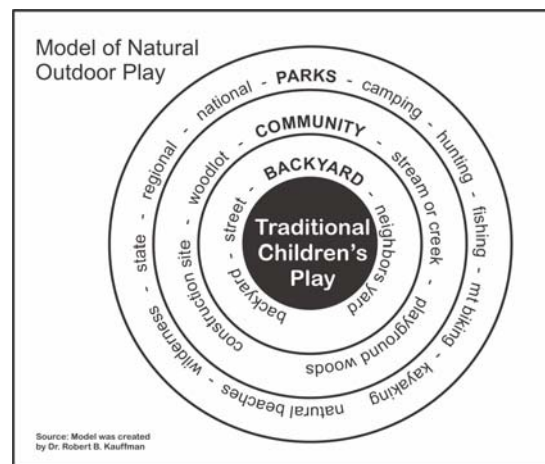 Model of Natural
Outdoor Play
wilderness - state - regional - national - PARKS - camping - hunting - fishing - mt biking - kayaking
natural beaches
construction site - woodlot - COMMUNITY - stream or creek - playground woods
backyard - street - BACKYARD - neighbors yard
Traditional
Children's
Play
Source: Model was created
by Dr. Robert B. Kauffman